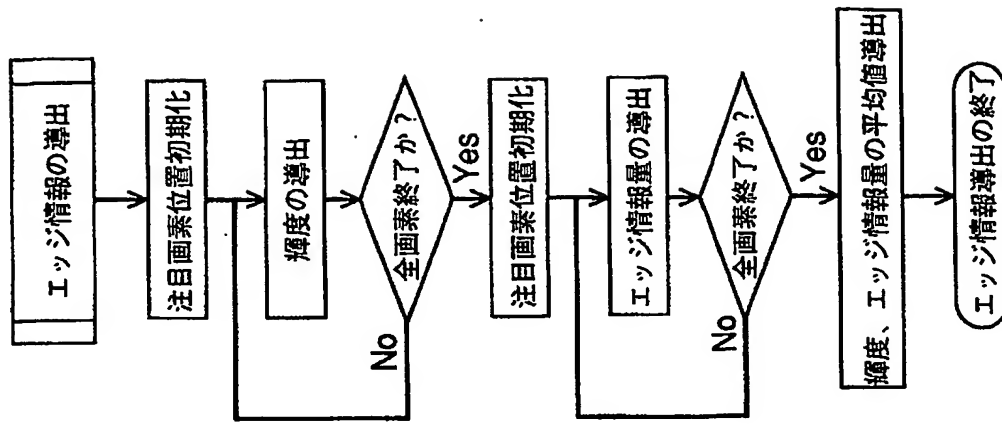 エッジ情報の導出
注目画素位置初期化
輝度の導出
全画素終了か?
No
Yes
注目画素位置初期化
エッジ情報量の導出
全画素終了か?
No
Yes
輝度、エッジ情報量の平均値導出
エッジ情報導出の終了